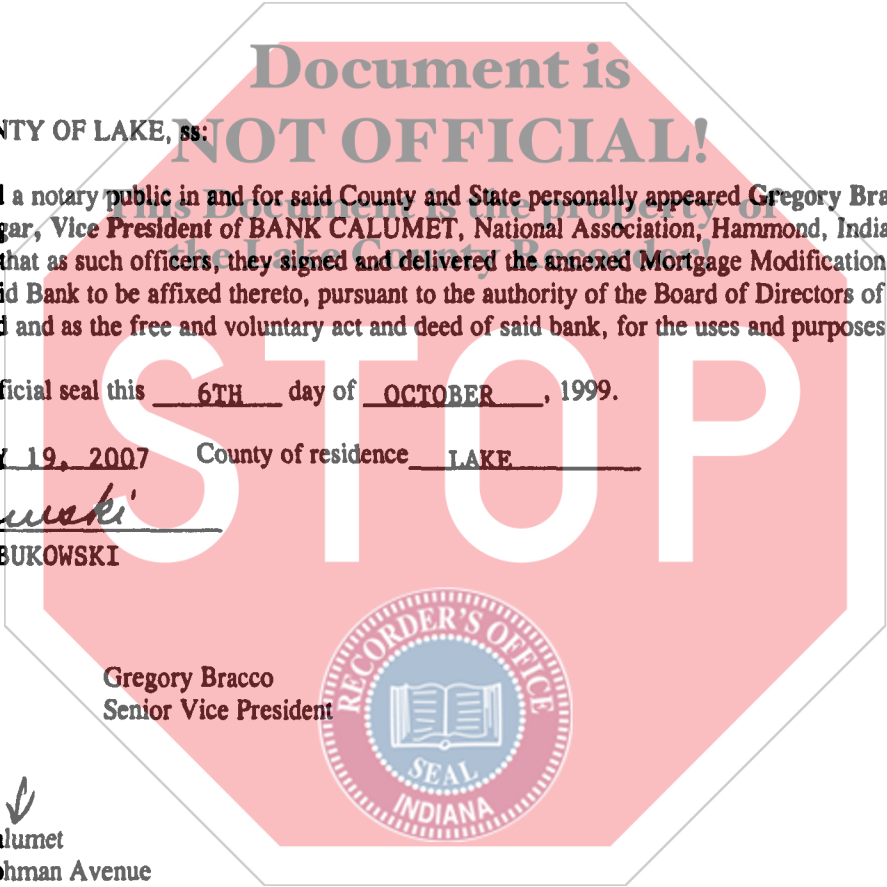 Document is
NOT OFFICIAL!
NTY OF LAKE, ss:
a notary public in and for said County and State personally appeared Gregory Bra
This Document is the property of
gar, Vice President of BANK CALUMET, National Association, Hammond, India
the Lake County Recorder!
that as such officers, they signed and delivered the annexed Mortgage Modification
id Bank to be affixed thereto, pursuant to the authority of the Board of Directors of
d and as the free and voluntary act and deed of said bank, for the uses and purposes
STOP
ficial seal this 6TH day of OCTOBER, 1999.
Y 19, 2007 County of residence LAKE
BUKOWSKI
Gregory Bracco
Senior Vice President
RECORDER'S OFFICE
SEAL
INDIANA
alumet
ohman Avenue